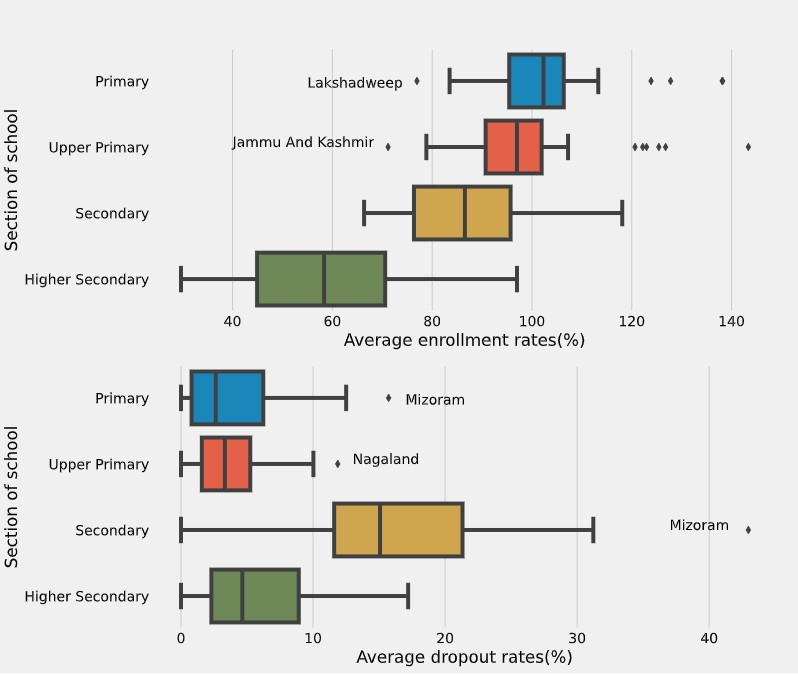 Section of school
Primary
Lakshadweep
Upper Primary
Jammu And Kashmir
Secondary
Higher Secondary
40 60 80 100 120 140
Average enrollment rates(%)
Section of school
Primary
Mizoram
Upper Primary
Nagaland
Secondary
Mizoram
Higher Secondary
0 10 20 30 40
Average dropout rates(%)